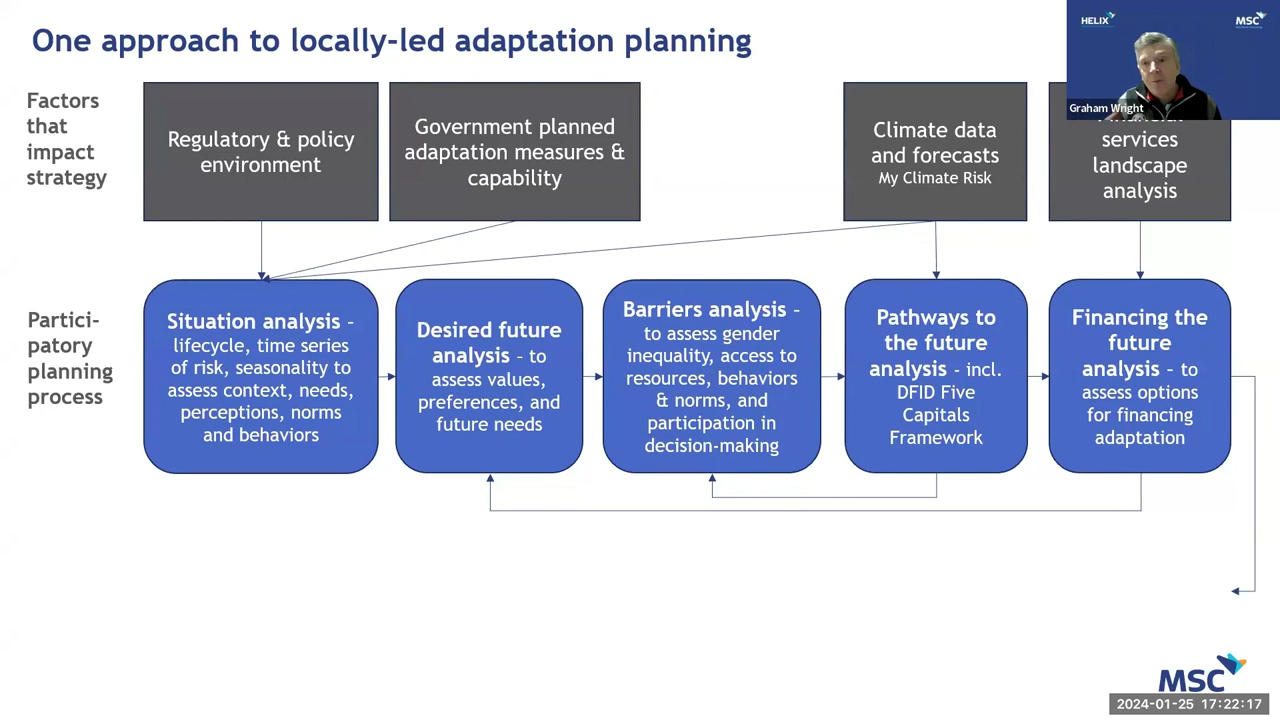 One approach to locally-led adaptation planning
HELIX
MSC
Graham Wright
Factors
that
impact
strategy
Regulatory & policy
environment
Government planned
adaptation measures &
capability
Climate data
and forecasts
My Climate Risk
services
landscape
analysis
Partici-
patory
planning
process
Situation analysis –
lifecycle, time series
of risk, seasonality to
assess context, needs,
perceptions, norms
and behaviors
Desired future
analysis – to
assess values,
preferences, and
future needs
Barriers analysis –
to assess gender
inequality, access to
resources, behaviors
& norms, and
participation in
decision-making
Pathways to
the future
analysis - incl.
DFID Five
Capitals
Framework
Financing the
future
analysis – to
assess options
for financing
adaptation
MSC
2024-01-25 17:22:17